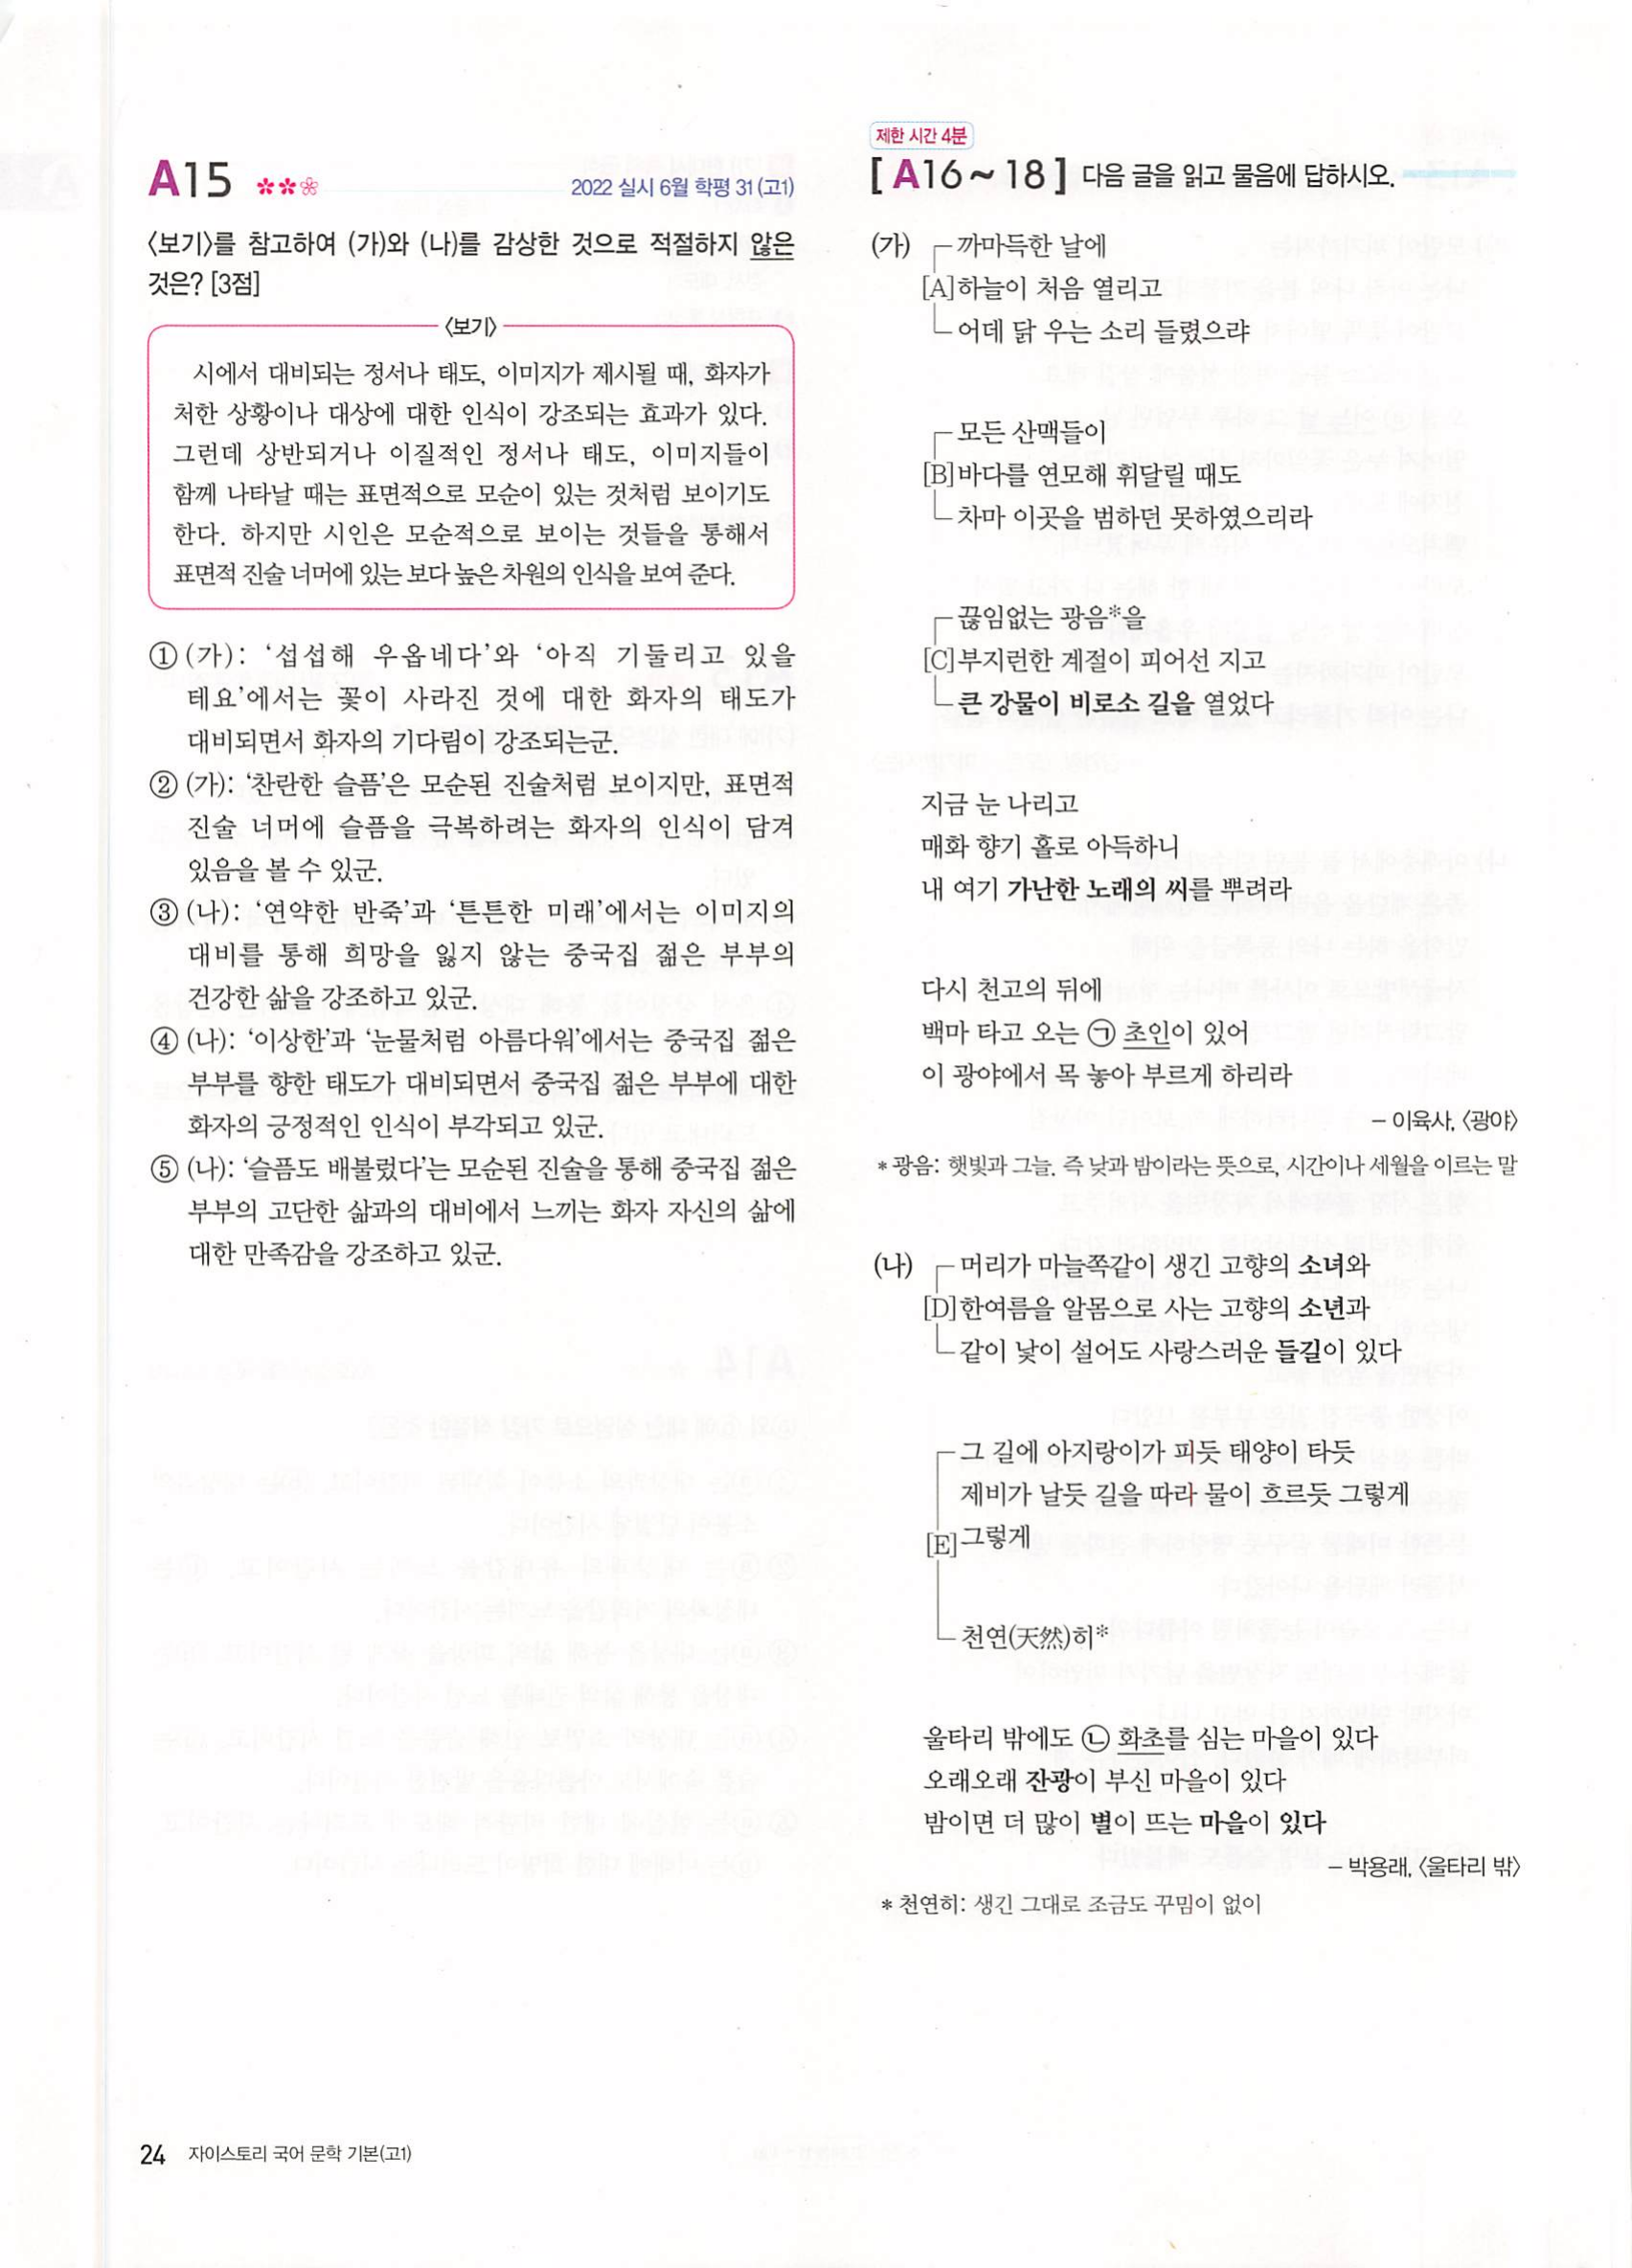 A15
2022 실시 6월 학평 31(고1)
〈보기〉를 참고하여 (가)와 (나)를 감상한 것으로 적절하지 않은
것은? [3점]
〈보기〉
시에서 대비되는 정서나 태도, 이미지가 제시될 때, 화자가
처한 상황이나 대상에 대한 인식이 강조되는 효과가 있다.
그런데 상반되거나 이질적인 정서나 태도, 이미지들이
함께 나타날 때는 표면적으로 모순이 있는 것처럼 보이기도
한다. 하지만 시인은 모순적으로 보이는 것들을 통해서
표면적 진술 너머에 있는 보다 높은 차원의 인식을 보여 준다.
① (가): ‘섭섭해 우옵네다’와 ‘아직 기둘리고 있을
테요’에서는 꽃이 사라진 것에 대한 화자의 태도가
대비되면서 화자의 기다림이 강조되는군.
② (가): ‘찬란한 슬픔’은 모순된 진술처럼 보이지만, 표면적
진술 너머에 슬픔을 극복하려는 화자의 인식이 담겨
있음을 볼 수 있군.
③ (나): ‘연약한 반죽’과 ‘튼튼한 미래’에서는 이미지의
대비를 통해 희망을 잃지 않는 중국집 젊은 부부의
건강한 삶을 강조하고 있군.
④ (나): ‘이상한’과 ‘눈물처럼 아름다워’에서는 중국집 젊은
부부를 향한 태도가 대비되면서 중국집 젊은 부부에 대한
화자의 긍정적인 인식이 부각되고 있군.
⑤ (나): ‘슬픔도 배불렀다’는 모순된 진술을 통해 중국집 젊은
부부의 고단한 삶과의 대비에서 느끼는 화자 자신의 삶에
대한 만족감을 강조하고 있군.
제한 시간 4분
[A16~18] 다음 글을 읽고 물음에 답하시오.
(가) 까마득한 날에
[A] 하늘이 처음 열리고
어데 닭 우는 소리 들렸으랴
모든 산맥들이
[B] 바다를 연모해 휘달릴 때도
차마 이곳을 범하던 못하였으리라
끊임없는 광음*을
[C] 부지런한 계절이 피어선 지고
큰 강물이 비로소 길을 열었다
지금 눈 나리고
매화 향기 홀로 아득하니
내 여기 가난한 노래의 씨를 뿌려라
다시 천고의 뒤에
백마 타고 오는 ㉠ 초인이 있어
이 광야에서 목 놓아 부르게 하리라
– 이육사, 〈광야〉
* 광음: 햇빛과 그늘. 즉 낮과 밤이라는 뜻으로, 시간이나 세월을 이르는 말
(나) 머리가 마늘쪽같이 생긴 고향의 소녀와
[D] 한여름을 알몸으로 사는 고향의 소년과
같이 낯이 설어도 사랑스러운 들길이 있다
그 길에 아지랑이가 피듯 태양이 타듯
제비가 날듯 길을 따라 물이 흐르듯 그렇게
[E] 그렇게
천연(天然)히*
울타리 밖에도 ㉡ 화초를 심는 마을이 있다
오래오래 잔광이 부신 마을이 있다
밤이면 더 많이 별이 뜨는 마을이 있다
– 박용래, 〈울타리 밖〉
* 천연히: 생긴 그대로 조금도 꾸밈이 없이
24 자이스토리 국어 문학 기본(고1)